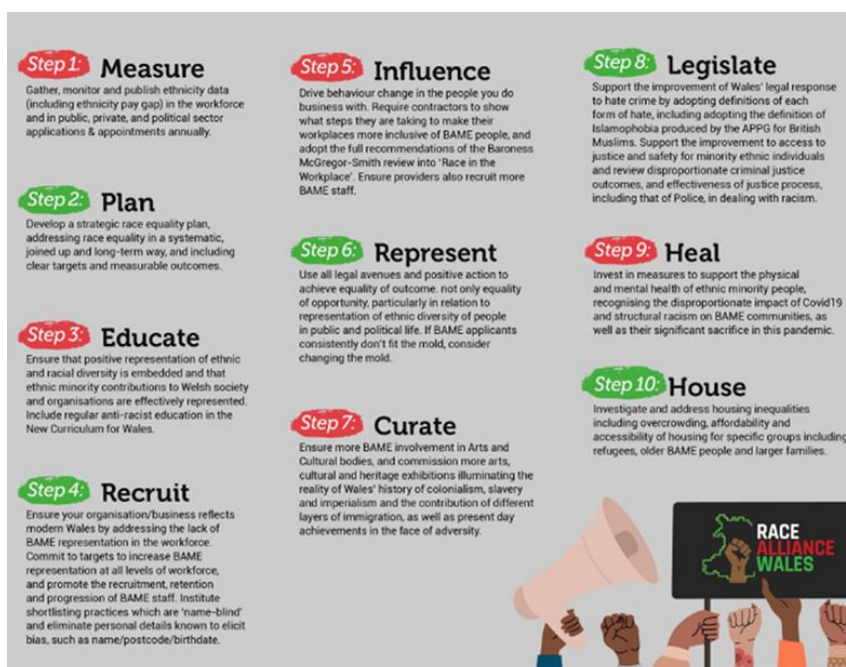 Step 1: Measure
Gather, monitor and publish ethnicity data
(including ethnicity pay gap) in the workforce
and in public, private, and political sector
applications & appointments annually.
Step 2: Plan
Develop a strategic race equality plan,
addressing race equality in a systematic,
joined up and long-term way, and including
clear targets and measurable outcomes.
Step 3: Educate
Ensure that positive representation of ethnic
and racial diversity is embedded and that
ethnic minority contributions to Welsh society
and organisations are effectively represented.
Include regular anti-racist education in the
New Curriculum for Wales.
Step 4: Recruit
Ensure your organisation/business reflects
modern Wales by addressing the lack of
BAME representation in the workforce.
Commit to targets to increase BAME
representation at all levels of workforce,
and promote the recruitment, retention
and progression of BAME staff. Institute
shortlisting practices which are 'name-blind'
and eliminate personal details known to elicit
bias, such as name/postcode/birthdate.
Step 5: Influence
Drive behaviour change in the people you do
business with. Require contractors to show
what steps they are taking to make their
workplaces more inclusive of BAME people, and
adopt the full recommendations of the Baroness
McGregor-Smith review into 'Race in the
Workplace'. Ensure providers also recruit more
BAME staff.
Step 6: Represent
Use all legal avenues and positive action to
achieve equality of outcome. not only equality
of opportunity, particularly in relation to
representation of ethnic diversity of people
in public and political life. If BAME applicants
consistently don't fit the mold, consider
changing the mold.
Step 7: Curate
Ensure more BAME involvement in Arts and
Cultural bodies, and commission more arts,
cultural and heritage exhibitions illuminating the
reality of Wales' history of colonialism, slavery
and imperialism and the contribution of different
layers of immigration, as well as present day
achievements in the face of adversity.
Step 8: Legislate
Support the improvement of Wales' legal response
to hate crime by adopting definitions of each
form of hate, including adopting the definition of
Islamophobia produced by the APPG for British
Muslims. Support the improvement to access to
justice and safety for minority ethnic individuals
and review disproportionate criminal justice
outcomes, and effectiveness of justice process,
including that of Police, in dealing with racism.
Step 9: Heal
Invest in measures to support the physical
and mental health of ethnic minority people,
recognising the disproportionate impact of Covid19
and structural racism on BAME communities, as
well as their significant sacrifice in this pandemic.
Step 10: House
Investigate and address housing inequalities
including overcrowding, affordability and
accessibility of housing for specific groups including
refugees, older BAME people and larger families.
RACE
ALLIANCE
WALES